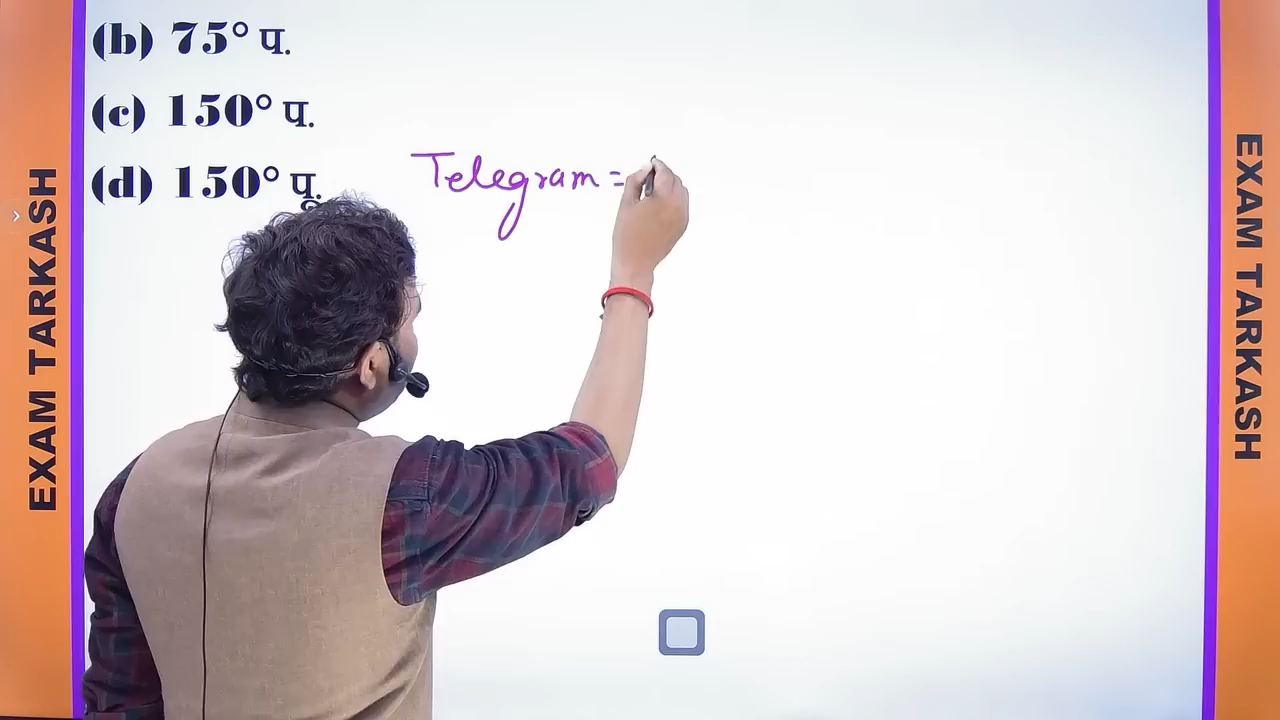 (b) 75° प.
(c) 150° प.
(d) 150° पू.
Telegram =
EXAM TARKASH
EXAM TARKASH